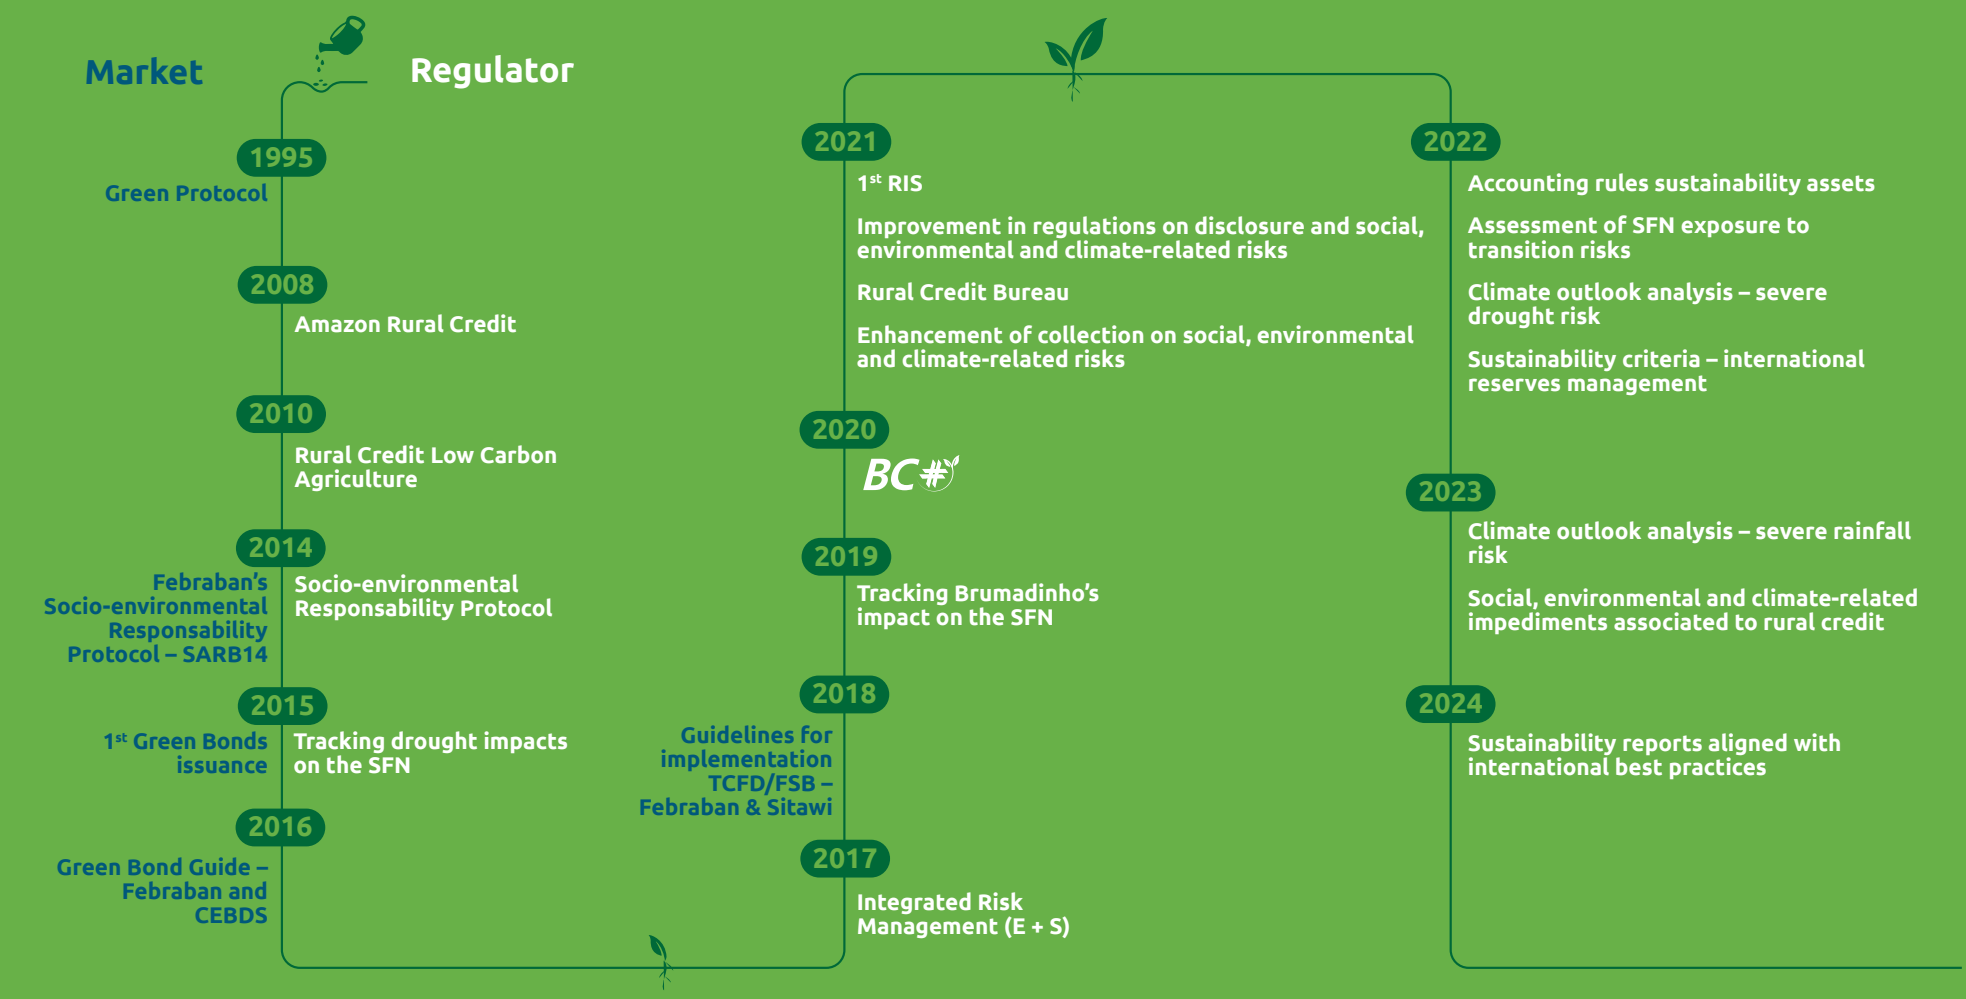 Market
Regulator
1995
Green Protocol
2008
Amazon Rural Credit
2010
Rural Credit Low Carbon
Agriculture
2014
Febraban's
Socio-environmental
Responsability
Protocol – SARB14
Socio-environmental
Responsability Protocol
2015
1st Green Bonds
issuance
Tracking drought impacts
on the SFN
2016
Green Bond Guide –
Febraban and
CEBDS
2021
1st RIS
Improvement in regulations on disclosure and social,
environmental and climate-related risks
Rural Credit Bureau
Enhancement of collection on social, environmental
and climate-related risks
2020
BC#
2019
Tracking Brumadinho's
impact on the SFN
2018
Guidelines for
implementation
TCFD/FSB –
Febraban & Sitawi
2017
Integrated Risk
Management (E + S)
2022
Accounting rules sustainability assets
Assessment of SFN exposure to
transition risks
Climate outlook analysis – severe
drought risk
Sustainability criteria – international
reserves management
2023
Climate outlook analysis – severe rainfall
risk
Social, environmental and climate-related
impediments associated to rural credit
2024
Sustainability reports aligned with
international best practices